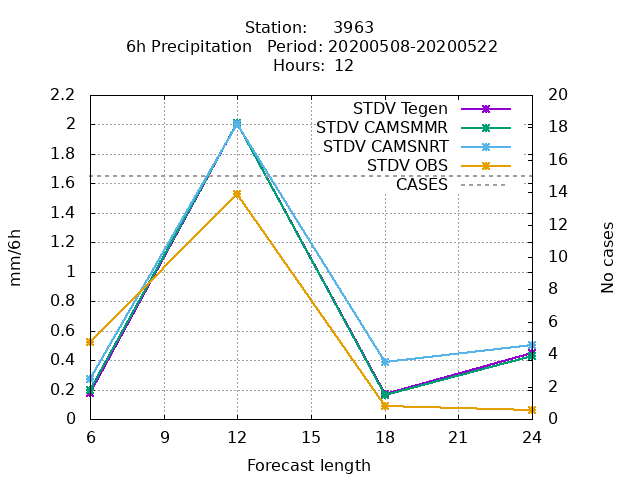 Station: 3963
6h Precipitation Period: 20200508-20200522
Hours: 12
2.2
2
1.8
1.6
1.4
1.2
1
0.8
0.6
0.4
0.2
0
20
18
16
14
12
10
8
6
4
2
0
STDV Tegen
STDV CAMSMMR
STDV CAMSNRT
STDV OBS
CASES
mm/6h
No cases
6 9 12 15 18 21 24
Forecast length